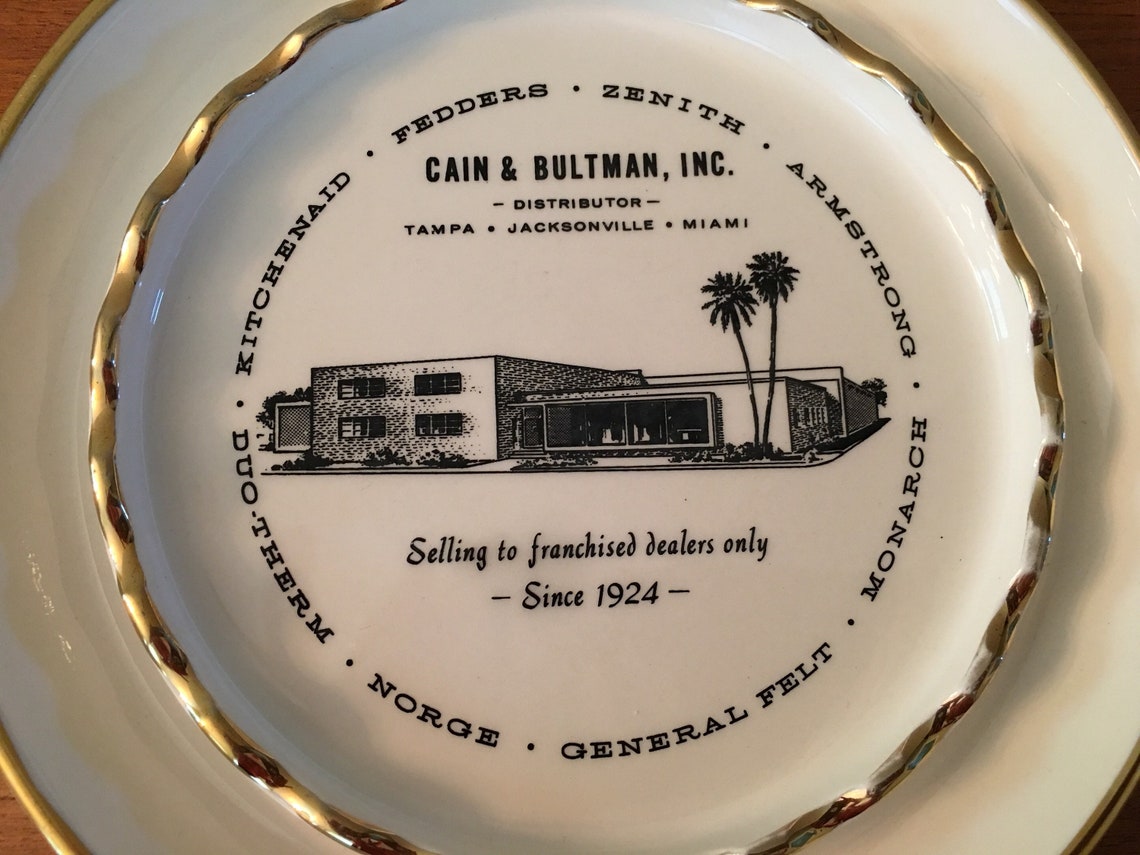 FEDDERS • ZENITH • ARMSTRONG • MONARCH • GENERAL FELT • NORGE • DUO-THERM • KITCHENAID •
CAIN & BULTMAN, INC.
– DISTRIBUTOR –
TAMPA • JACKSONVILLE • MIAMI
Selling to franchised dealers only
– Since 1924 –